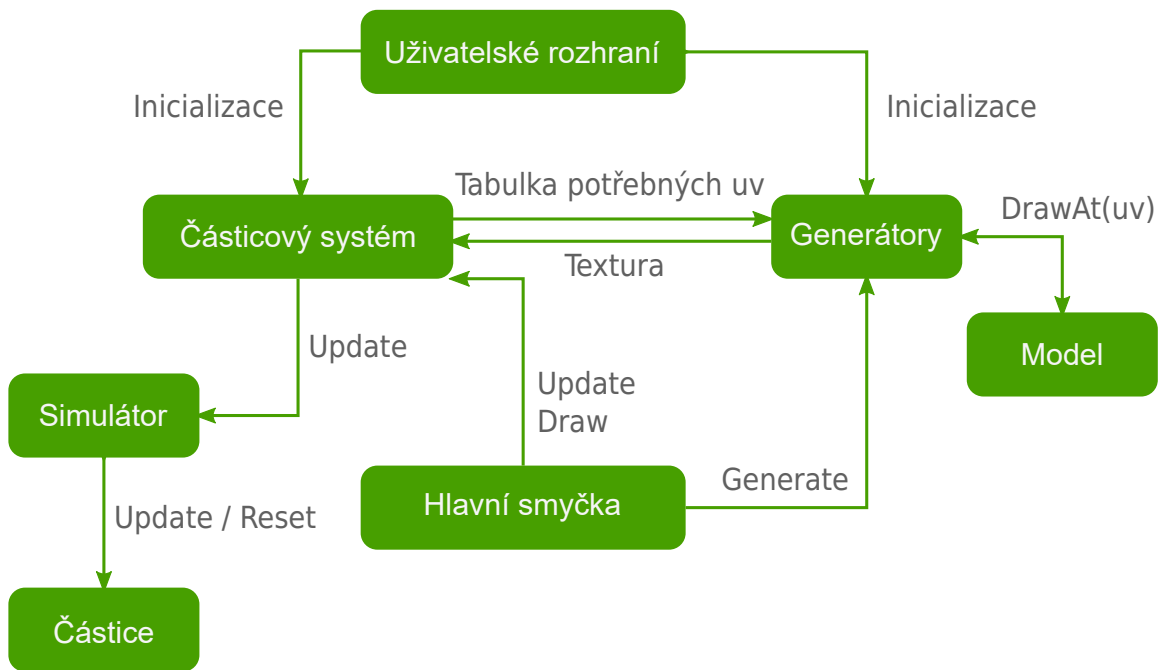 Uživatelské rozhraní
Inicializace
Inicializace
Tabulka potřebných uv
Částicový systém
Generátory
DrawAt(uv)
Textura
Update
Model
Simulátor
Update
Draw
Hlavní smyčka
Generate
Update / Reset
Částice